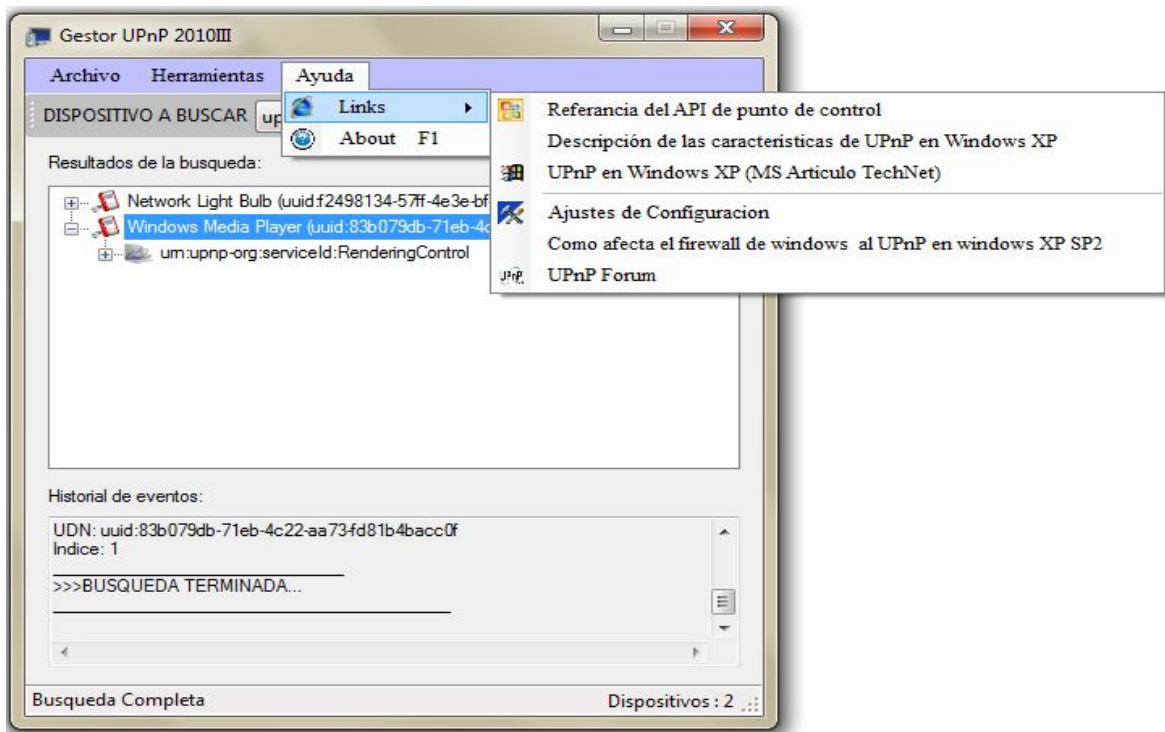 Gestor UPnP 2010III
Archivo Herramientas Ayuda
DISPOSITIVO A BUSCAR up
Links
About F1
Referancia del API de punto de control
Descripción de las características de UPnP en Windows XP
UPnP en Windows XP (MS Articulo TechNet)
Ajustes de Configuracion
Como afecta el firewall de windows al UPnP en windows XP SP2
UPnP UPnP Forum
Resultados de la busqueda:
Network Light Bulb (uuid:f2498134-57ff-4e3e-bf
Windows Media Player (uuid:83b079db-71eb-4c
urn:upnp-org:serviceId:RenderingControl
Historial de eventos:
UDN: uuid:83b079db-71eb-4c22-aa73-fd81b4bacc0f
Indice: 1
>>>BUSQUEDA TERMINADA...
Busqueda Completa
Dispositivos : 2